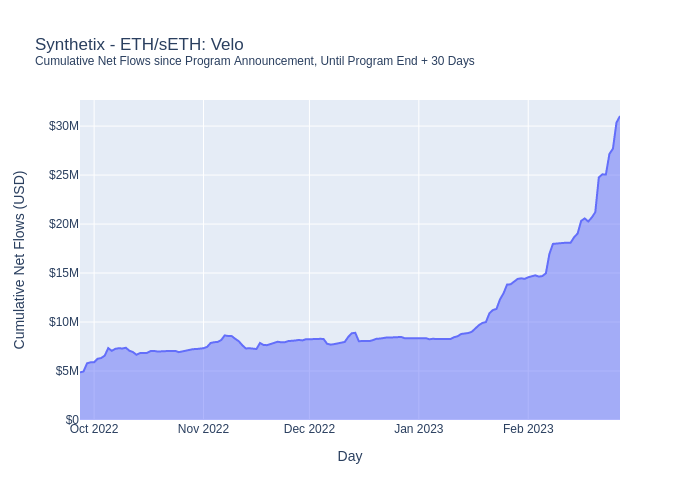 Synthetix - ETH/sETH: Velo
Cumulative Net Flows since Program Announcement, Until Program End + 30 Days
Cumulative Net Flows (USD)
$30M
$25M
$20M
$15M
$10M
$5M
$0
Oct 2022
Nov 2022
Dec 2022
Jan 2023
Feb 2023
Day